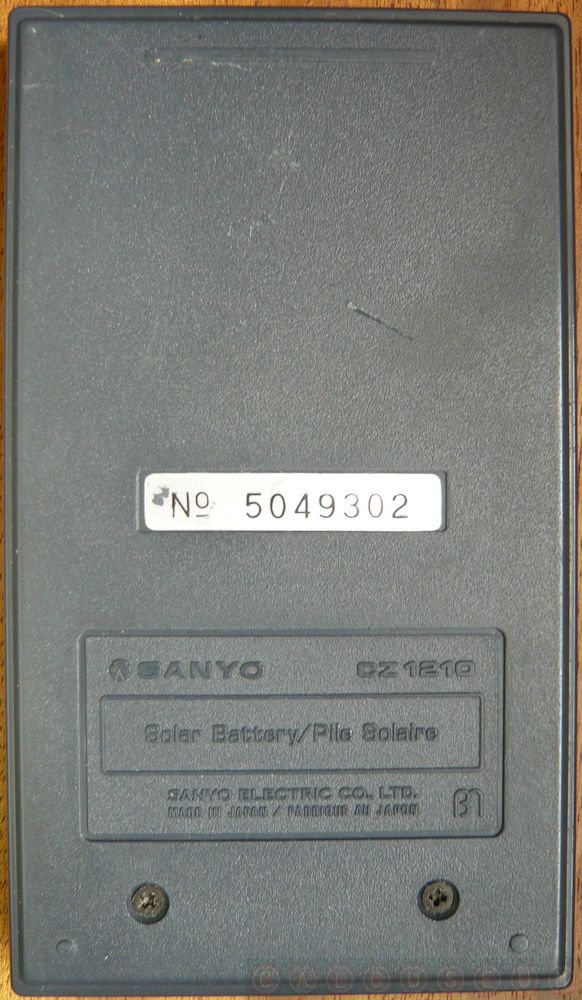 Nº 5049302
SANYO CZ 1210
Solar Battery/Pile Solaire
SANYO ELECTRIC CO., LTD.
MADE IN JAPAN / FABRIQUE AU JAPON
CALCUSEU